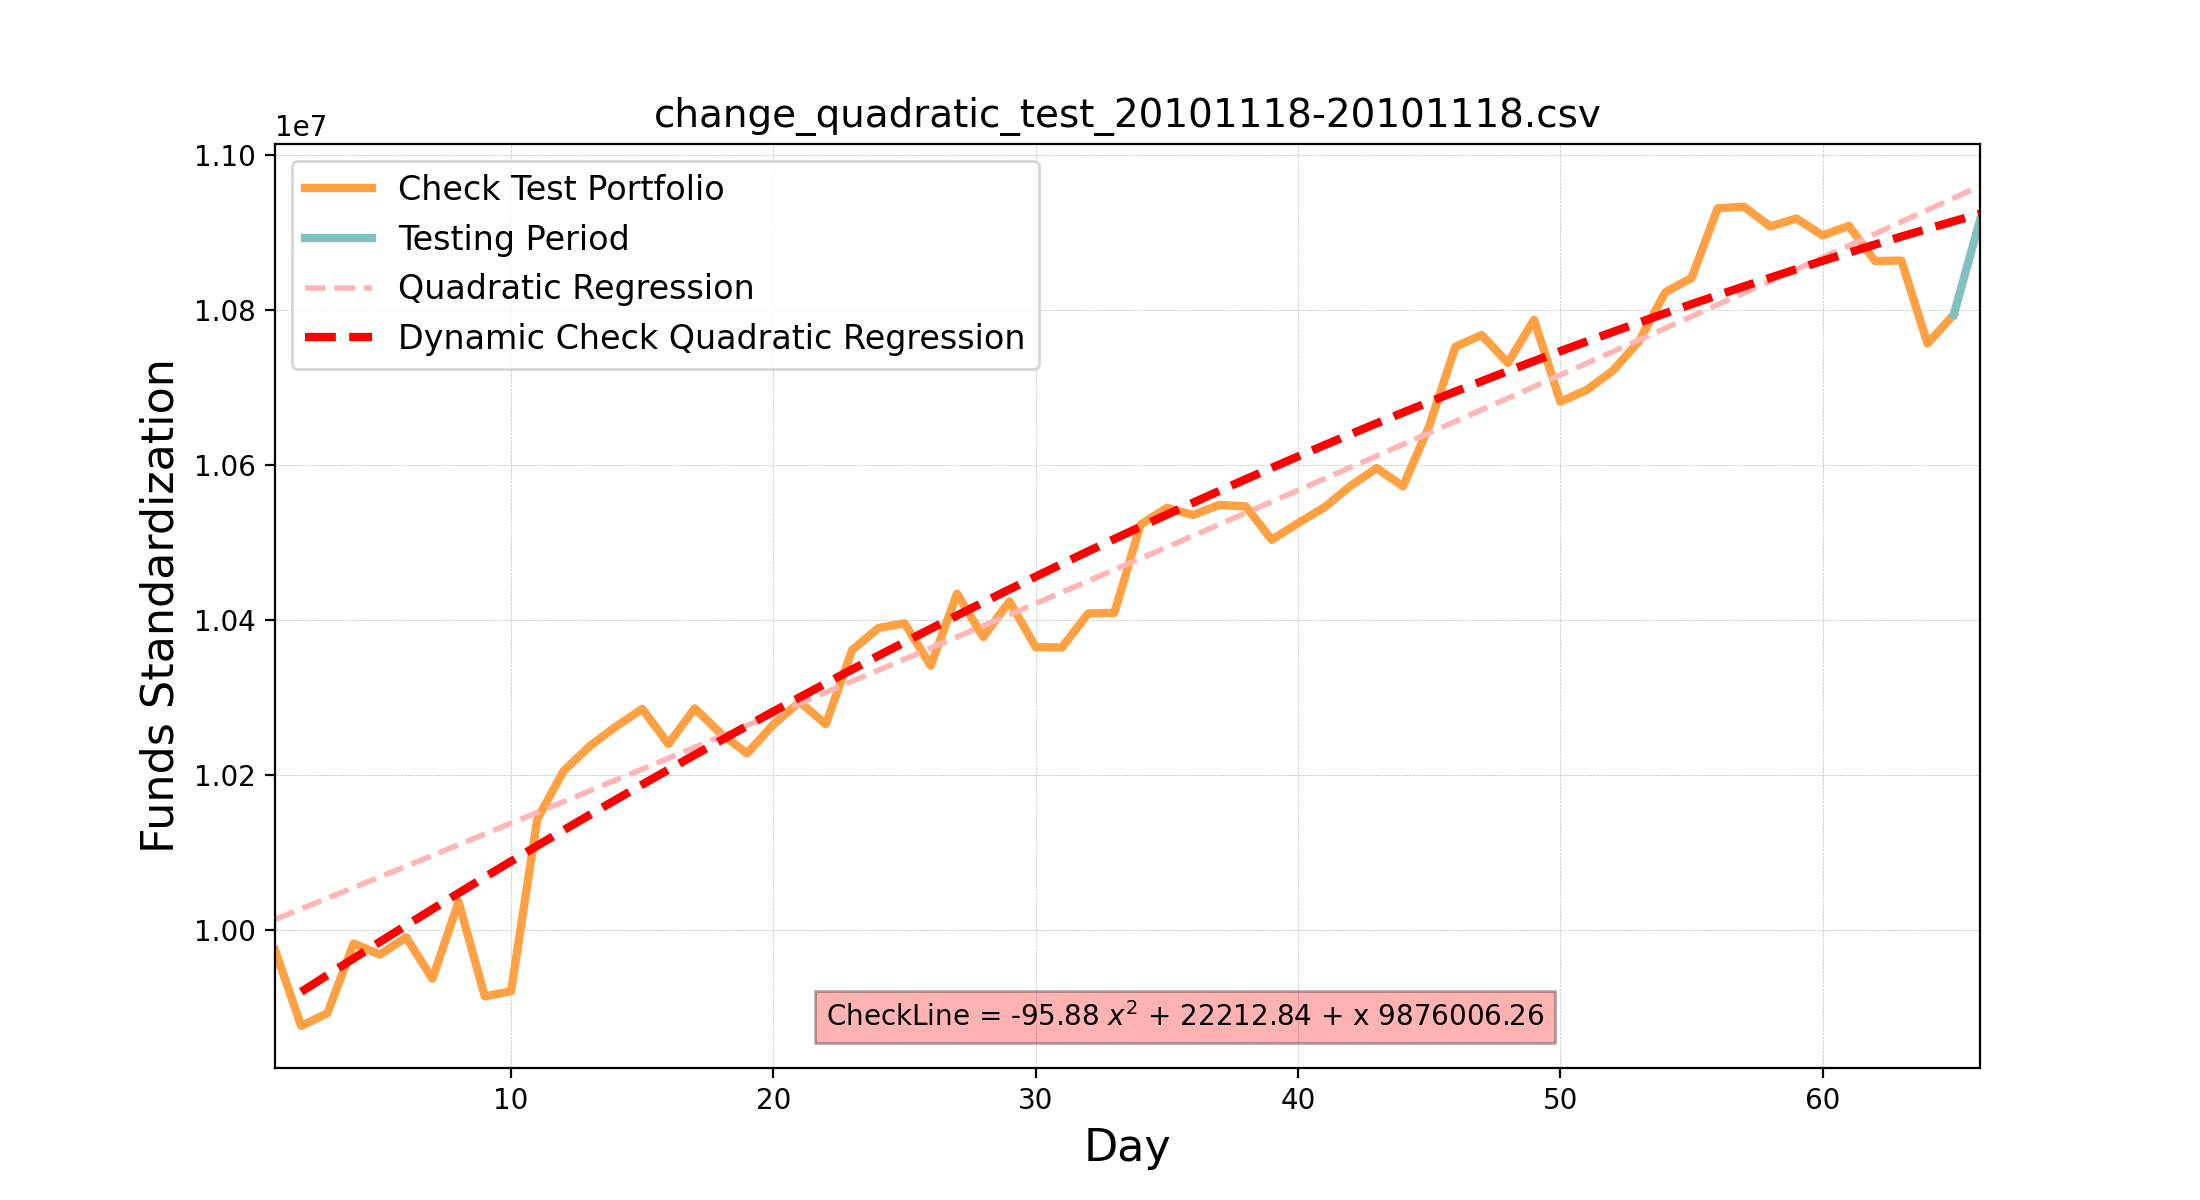 change_quadratic_test_20101118-20101118.csv
1e7
1.10
1.08
1.06
1.04
1.02
1.00
Funds Standardization
Check Test Portfolio
Testing Period
Quadratic Regression
Dynamic Check Quadratic Regression
CheckLine = -95.88 x² + 22212.84 + x 9876006.26
10 20 30 40 50 60
Day